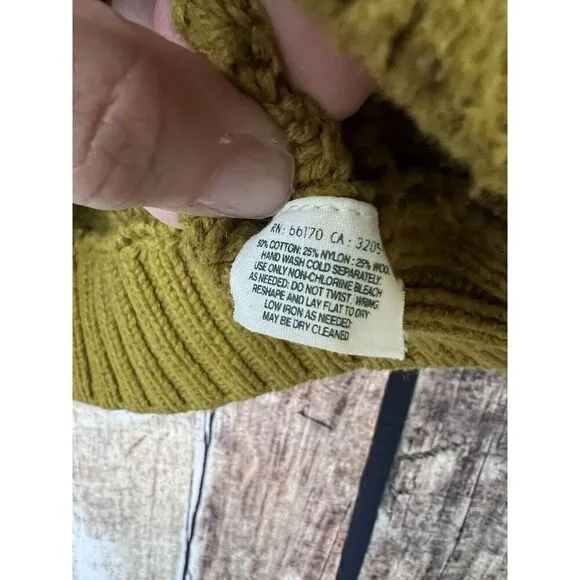 RN: 66170 CA: 3205
50% COTTON: 25% NYLON: 25% WOOL
HAND WASH COLD SEPARATELY.
USE ONLY NON-CHLORINE BLEACH
AS NEEDED: DO NOT TWIST, WRING
RESHAPE AND LAY FLAT TO DRY
LOW IRON AS NEEDED:
MAY BE DRY CLEANED